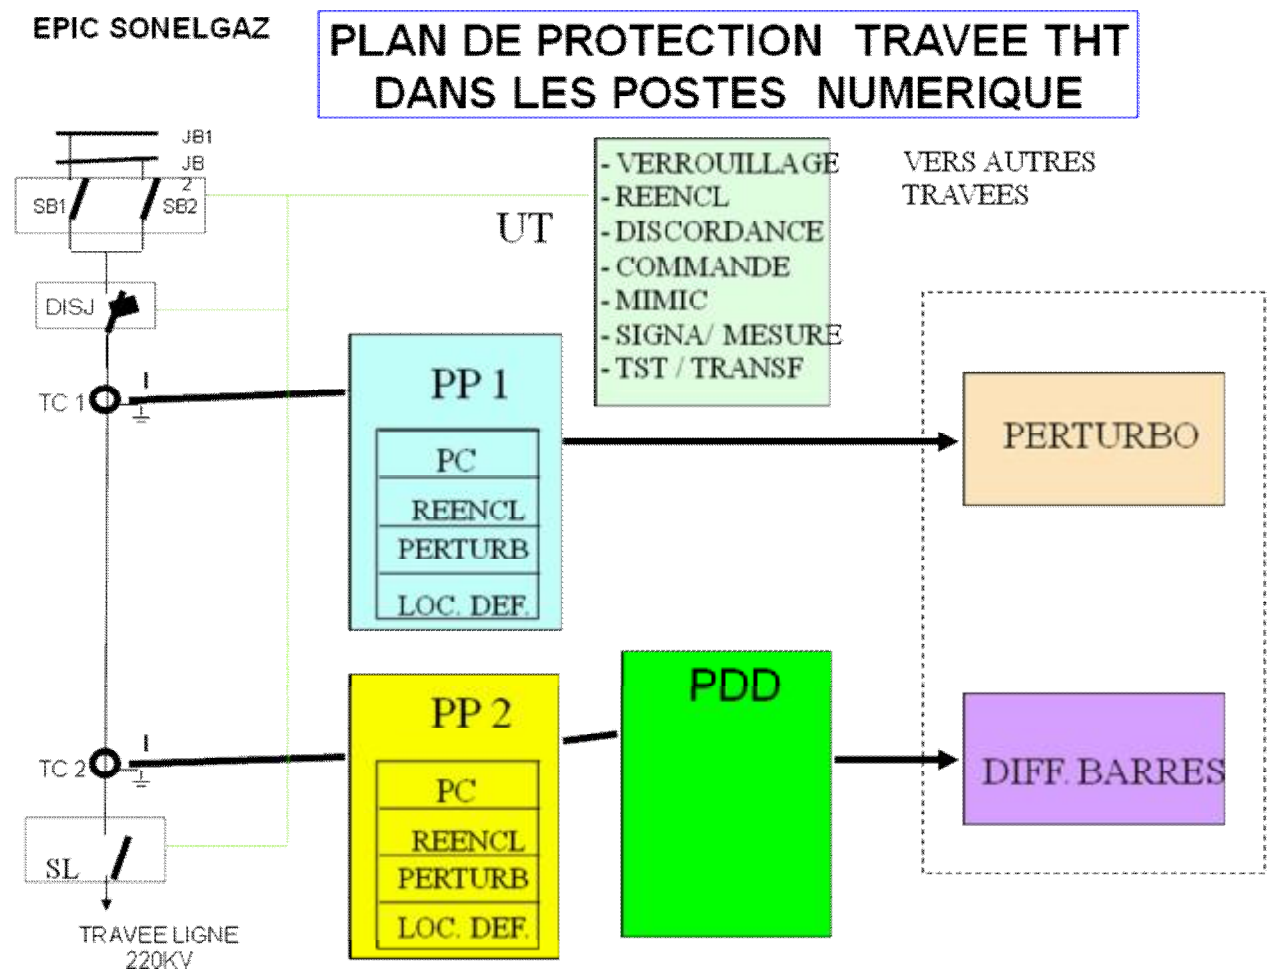 EPIC SONELGAZ
PLAN DE PROTECTION TRAVEE THT
DANS LES POSTES NUMERIQUE
JB1
JB
2
SB1
SB2
UT
- VERROUILLAGE
- REENCL
- DISCORDANCE
- COMMANDE
- MIMIC
- SIGNA/ MESURE
- TST / TRANSF
VERS AUTRES
TRAVEES
DISJ
I
TC 1
PP 1
PC
REENCL
PERTURB
LOC. DEF.
PERTURBO
I
TC 2
PP 2
PC
REENCL
PERTURB
LOC. DEF.
PDD
DIFF. BARRES
SL
TRAVEE LIGNE
220KV